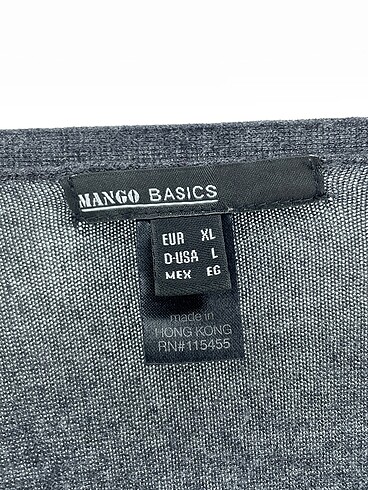 MANGO BASICS
EUR XL
D-USA L
MEX EG
made in
HONG KONG
RN#115455